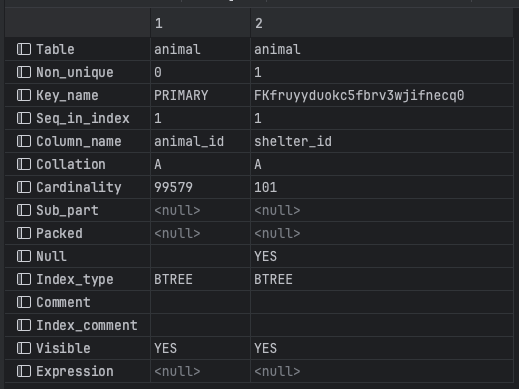 1 2
Table animal animal
Non_unique 0 1
Key_name PRIMARY FKfruyyduokc5fbrv3wjifnecq0
Seq_in_index 1 1
Column_name animal_id shelter_id
Collation A A
Cardinality 99579 101
Sub_part <null> <null>
Packed <null> <null>
Null YES
Index_type BTREE BTREE
Comment
Index_comment
Visible YES YES
Expression <null> <null>